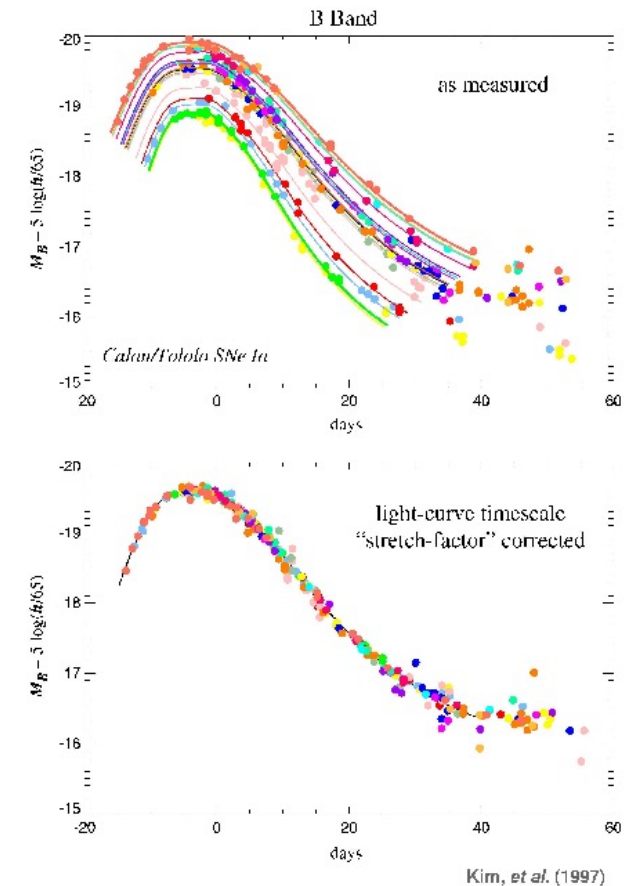 B Band
-20
as measured
-19
-18
-17
-16
-15
M_B – 5 log(h/65)
Calan/Tololo SNe Ia
20 0 20 40 60
days
-20
light-curve timescale
“stretch-factor” corrected
-19
18
17
-16
-15
M_B – 5 log(h/65)
-20 0 20 40 60
days
Kim, et al. (1997)